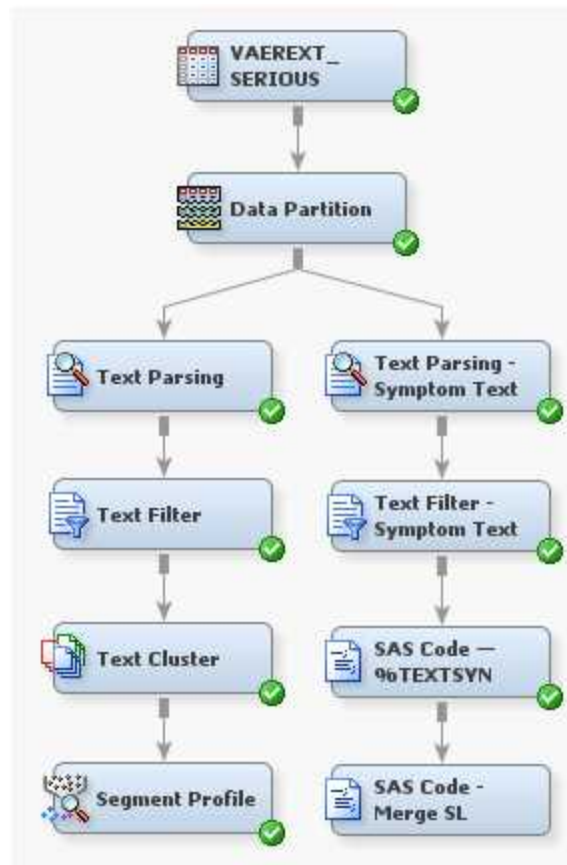 VAEREXT_
SERIOUS
Data Partition
Text Parsing
Text Parsing -
Symptom Text
Text Filter
Text Filter -
Symptom Text
Text Cluster
SAS Code —
%TEXTSYN
Segment Profile
SAS Code -
Merge SL